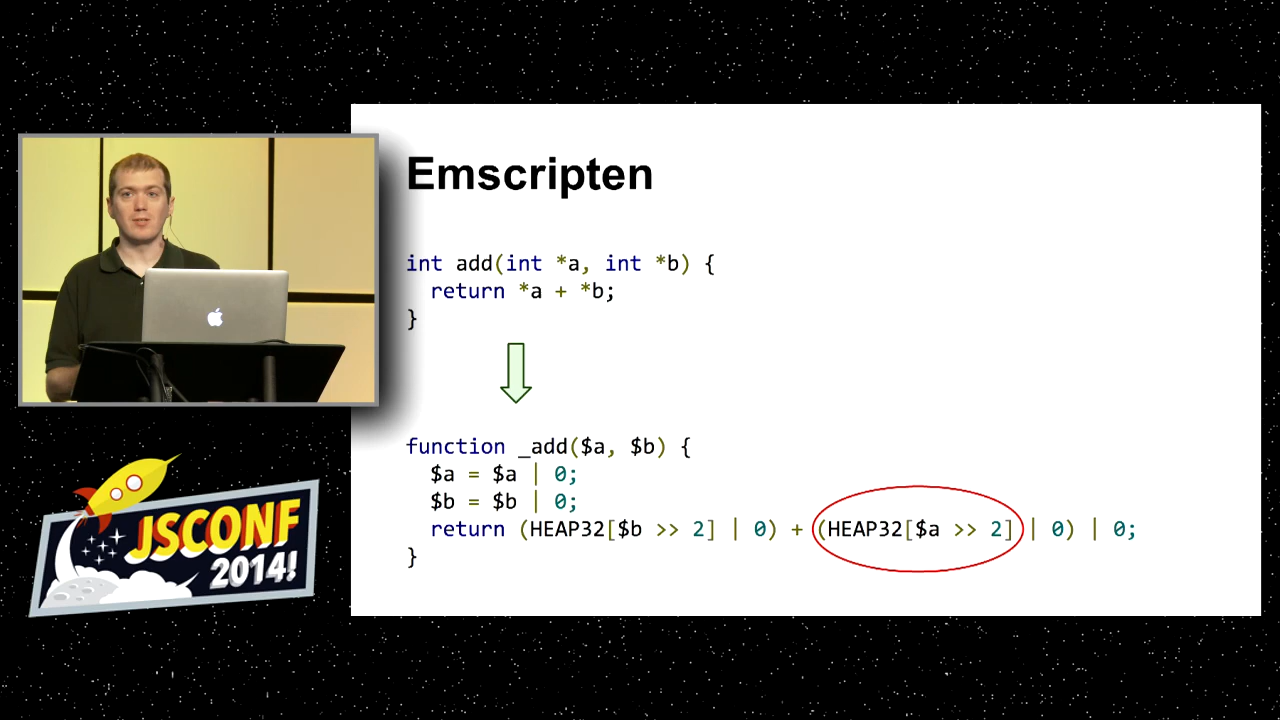 Emscripten
int add(int *a, int *b) {
  return *a + *b;
}
function _add($a, $b) {
  $a = $a | 0;
  $b = $b | 0;
  return (HEAP32[$b >> 2] | 0) + (HEAP32[$a >> 2] | 0) | 0;
}
JSCONF
2014!